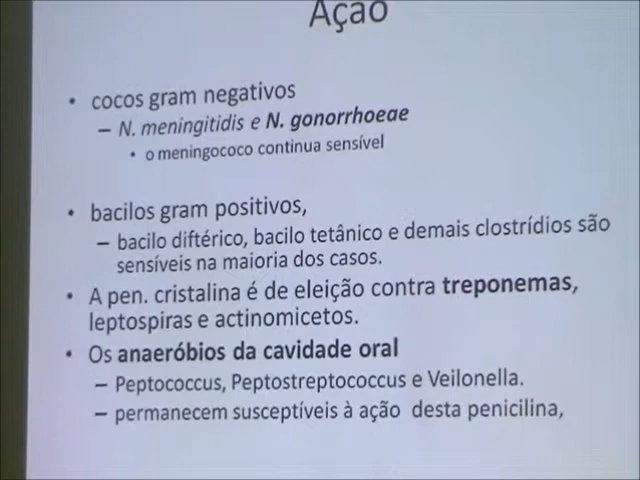 Ação
• cocos gram negativos
– N. meningitidis e N. gonorrhoeae
• o meningococo continua sensível
• bacilos gram positivos,
– bacilo diftérico, bacilo tetânico e demais clostrídios são
sensíveis na maioria dos casos.
• A pen. cristalina é de eleição contra treponemas,
leptospiras e actinomicetos.
• Os anaeróbios da cavidade oral
– Peptococcus, Peptostreptococcus e Veilonella.
– permanecem susceptíveis à ação desta penicilina,